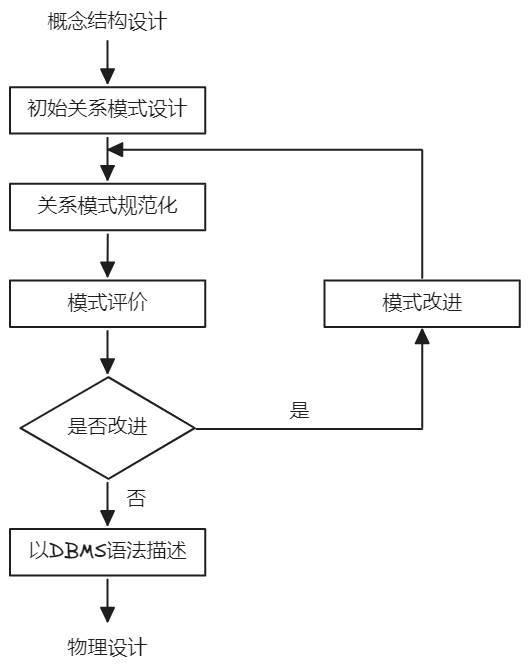 概念结构设计
初始关系模式设计
关系模式规范化
模式评价
模式改进
是否改进
是
否
以DBMS语法描述
物理设计